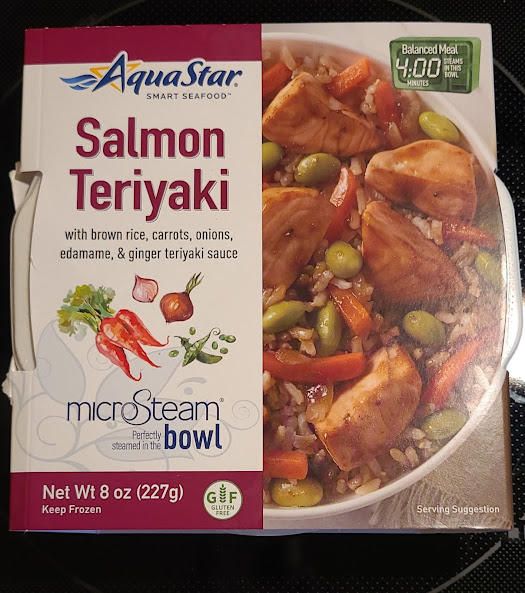 AquaStar®
SMART SEAFOOD™
Salmon
Teriyaki
with brown rice, carrots, onions,
edamame, & ginger teriyaki sauce
microSteam®
Perfectly
steamed in the
bowl
Net Wt 8 oz (227g)
Keep Frozen
GF
GLUTEN
FREE
Balanced Meal
4:00
MINUTES
STEAMS
IN THIS
BOWL
Serving Suggestion